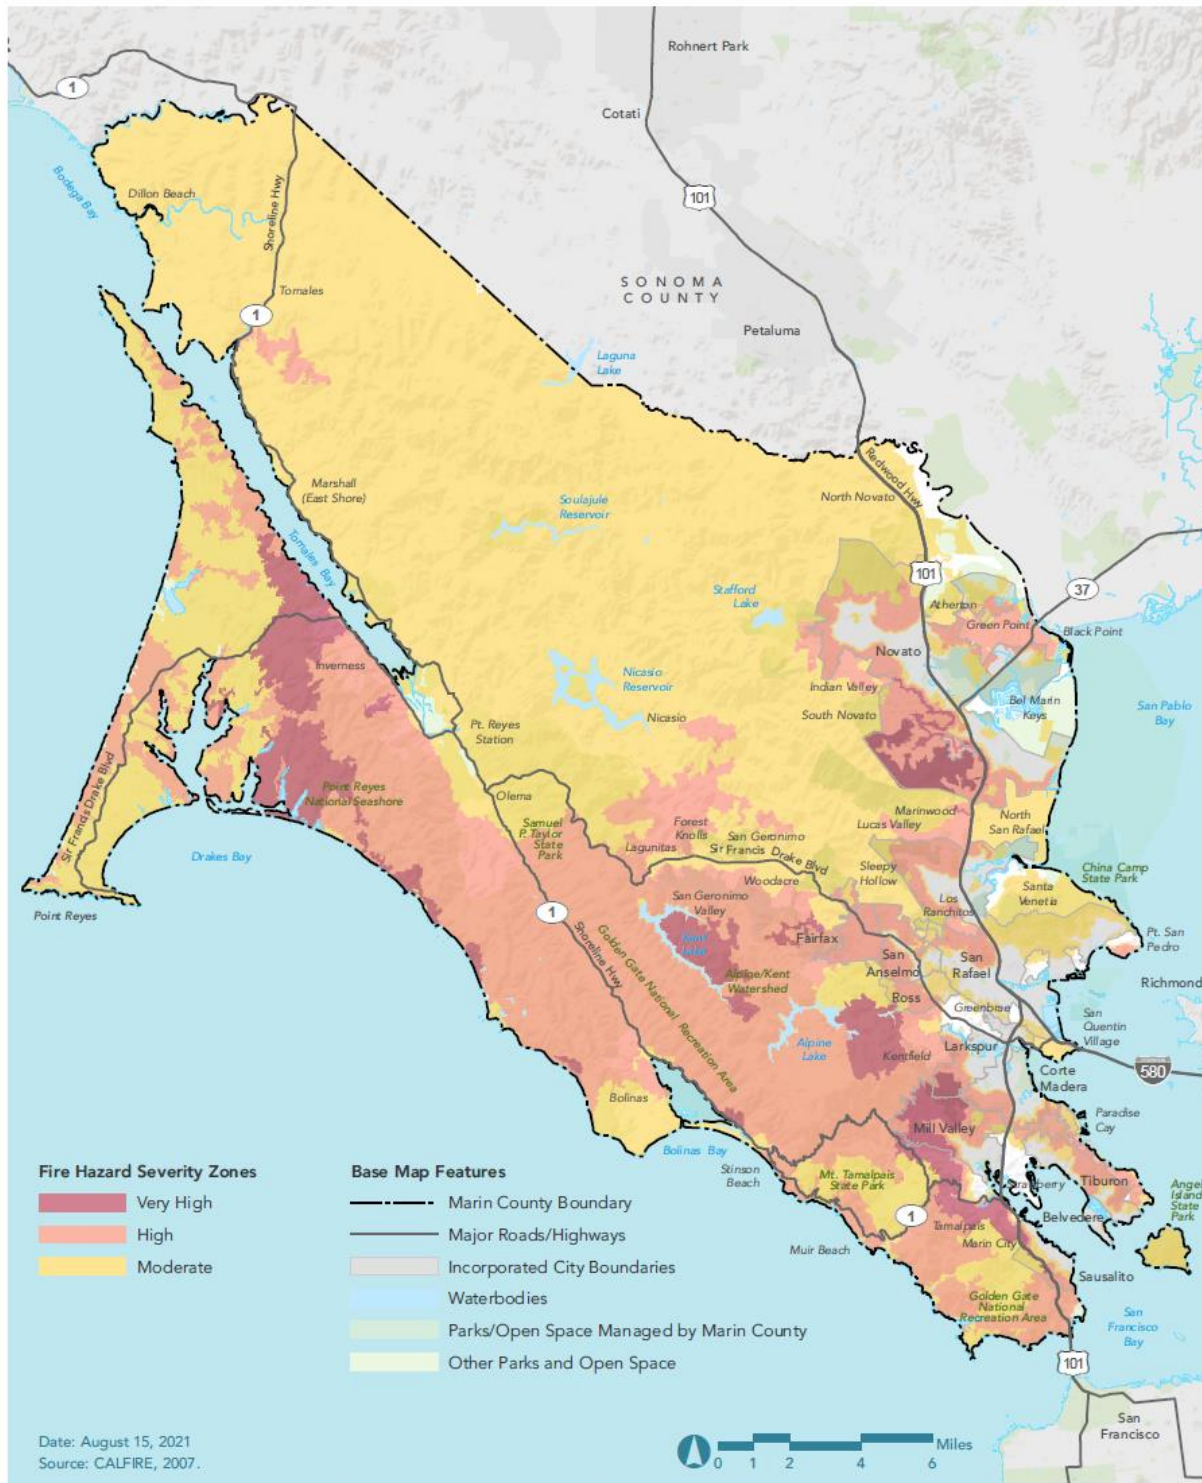 Rohnert Park
1
Cotati
Bodega Bay
Dillon Beach
Shoreline Hwy
101
SONOMA
COUNTY
Tomales
1
Petaluma
Laguna
Lake
Marshall
(East Shore)
Soulajule
Reservoir
Redwood Hwy
North Novato
Tomales Bay
Stafford
Lake
101
37
Atherton
Green Point
Black Point
Inverness
Novato
Nicasio
Reservoir
Indian Valley
Nicasio
South Novato
Bel Marin
Keys
San Pablo
Bay
Pt. Reyes
Station
Sir Francis Drake Blvd
Point Reyes
National Seashore
Olema
Samuel
P. Taylor
State
Park
Forest
Knolls
Lagunitas
San Geronimo
Sir Francis Drake Blvd
Marinwood
Lucas Valley
North
San Rafael
Drakes Bay
Woodacre
Sleepy
Hollow
China Camp
State Park
Point Reyes
1
San Geronimo
Valley
Los
Ranchitos
Santa
Venetia
Shoreline Hwy
Golden Gate National Recreation Area
Kent
Lake
Fairfax
San
Anselmo
San
Rafael
Pt. San
Pedro
Alpine/Kent
Watershed
Ross
Richmond
Greenbrae
San
Quentin
Village
Alpine
Lake
Kentfield
Larkspur
580
Corte
Madera
Bolinas
Paradise
Cay
Mill Valley
Bolinas Bay
Stinson
Beach
Mt. Tamalpais
State Park
Strawberry
Tiburon
Angel
Island
State
Park
Belvedere
1
Tamalpais
Muir Beach
Marin City
Sausalito
Golden Gate
National
Recreation Area
San
Francisco
Bay
101
San
Francisco
Fire Hazard Severity Zones
Very High
High
Moderate
Base Map Features
Marin County Boundary
Major Roads/Highways
Incorporated City Boundaries
Waterbodies
Parks/Open Space Managed by Marin County
Other Parks and Open Space
Date: August 15, 2021
Source: CALFIRE, 2007.
0 1 2 4 6 Miles